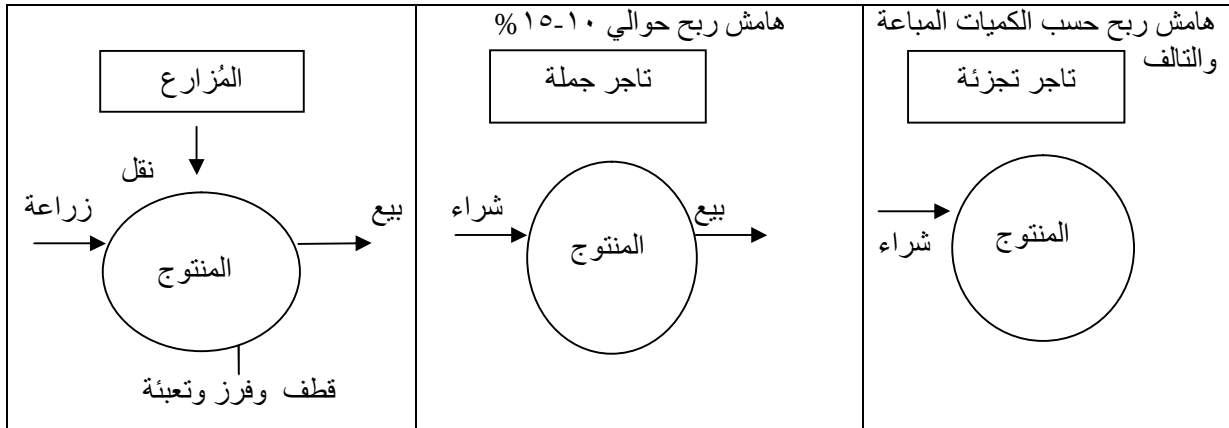 هامش ربح حسب الكميات المباعة
والتالف
تاجر تجزئة
المنتوج
شراء
هامش ربح حوالي ١٠-١٥%
تاجر جملة
شراء
المنتوج
بيع
المُزارع
نقل
زراعة
المنتوج
بيع
قطف وفرز وتعبئة